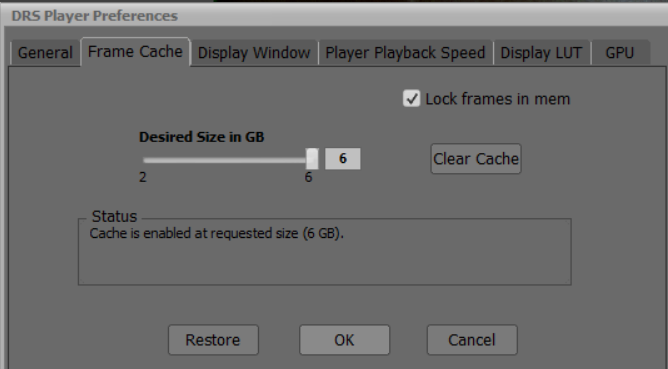 DRS Player Preferences
General Frame Cache Display Window Player Playback Speed Display LUT GPU
Lock frames in mem
Desired Size in GB
6
Clear Cache
2 6
Status
Cache is enabled at requested size (6 GB).
Restore OK Cancel